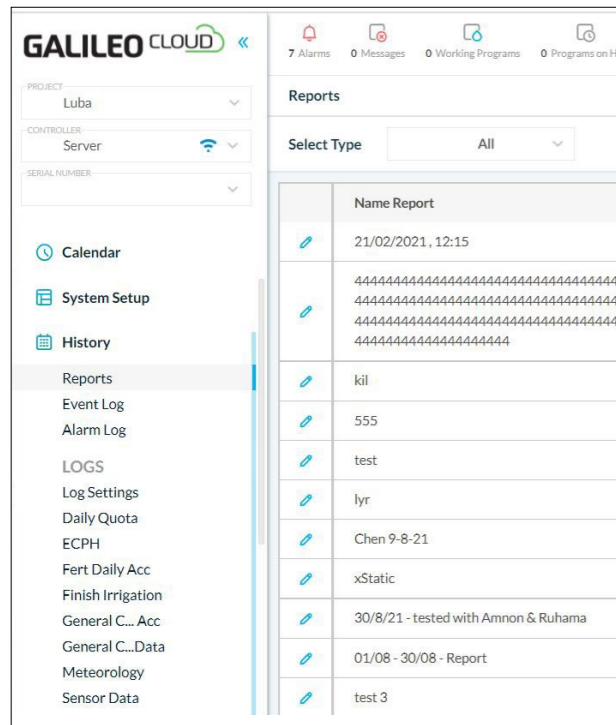 GALILEO CLOUD «
PROJECT
Luba
CONTROLLER
Server
SERIAL NUMBER
Calendar
System Setup
History
Reports
Event Log
Alarm Log
LOGS
Log Settings
Daily Quota
ECPH
Fert Daily Acc
Finish Irrigation
General C... Acc
General C...Data
Meteorology
Sensor Data
7 Alarms
0 Messages
0 Working Programs
0 Programs on H
Reports
Select Type
All
Name Report
21/02/2021, 12:15
kil
555
test
lyr
Chen 9-8-21
xStatic
30/8/21 - tested with Amnon & Ruhama
01/08 - 30/08 - Report
test 3